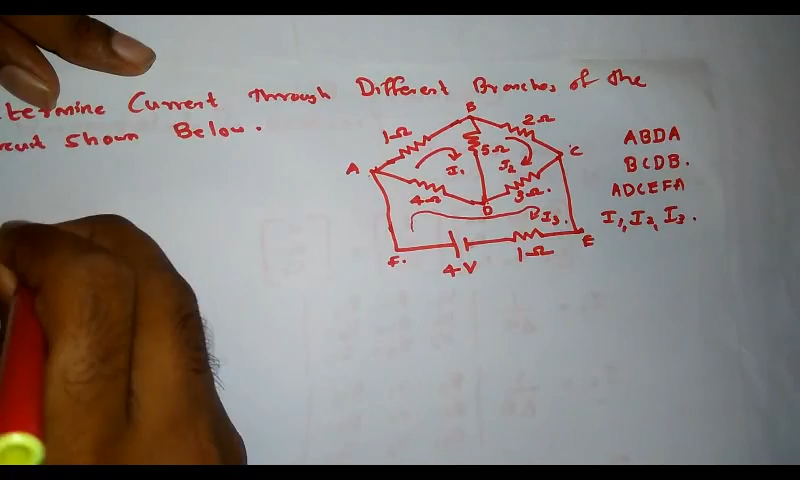 termine Current Through Different Branches of the
rcuit Shown Below.
B
1Ω
2Ω
5Ω
A
C
I₁
I₂
4Ω
3Ω.
D
I₃
F.
4V
1Ω
E
ABDA
BCDB.
ADCEFA
I₁, I₂, I₃.